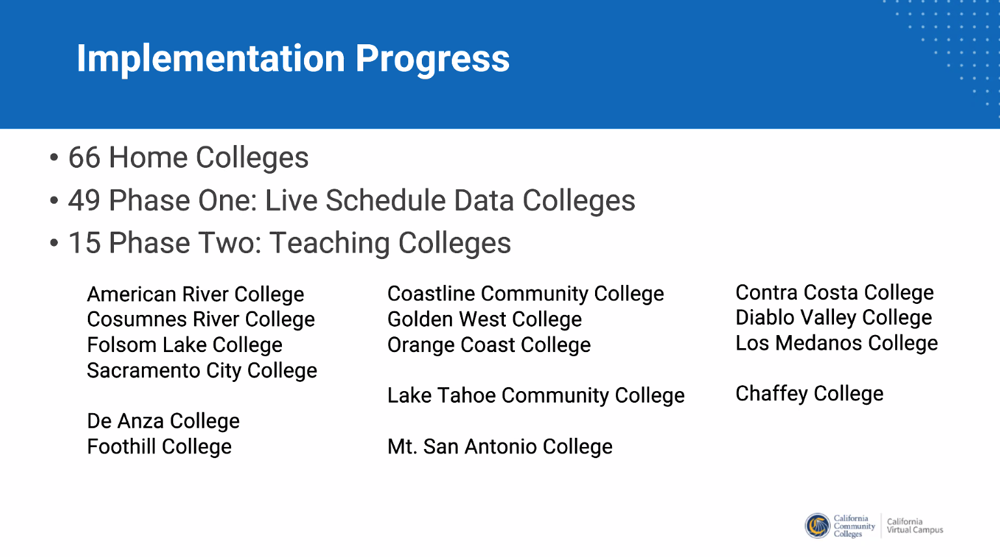 Implementation Progress
• 66 Home Colleges
• 49 Phase One: Live Schedule Data Colleges
• 15 Phase Two: Teaching Colleges
American River College
Cosumnes River College
Folsom Lake College
Sacramento City College
De Anza College
Foothill College
Coastline Community College
Golden West College
Orange Coast College
Lake Tahoe Community College
Mt. San Antonio College
Contra Costa College
Diablo Valley College
Los Medanos College
Chaffey College
California
Community
Colleges
California
Virtual Campus